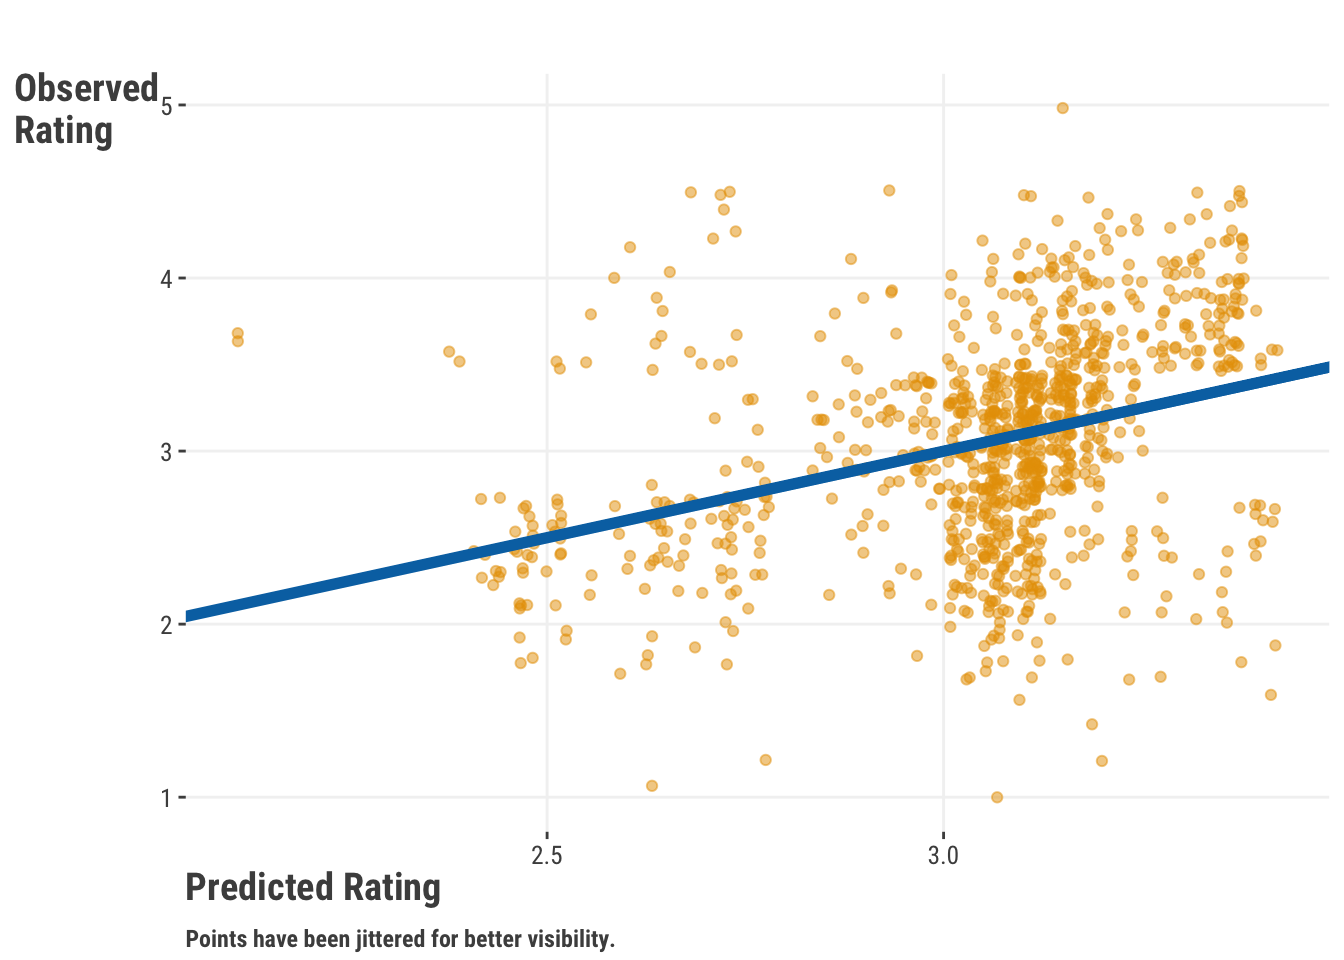 Observed
Rating
5
4
3
2
1
2.5
3.0
Predicted Rating
Points have been jittered for better visibility.